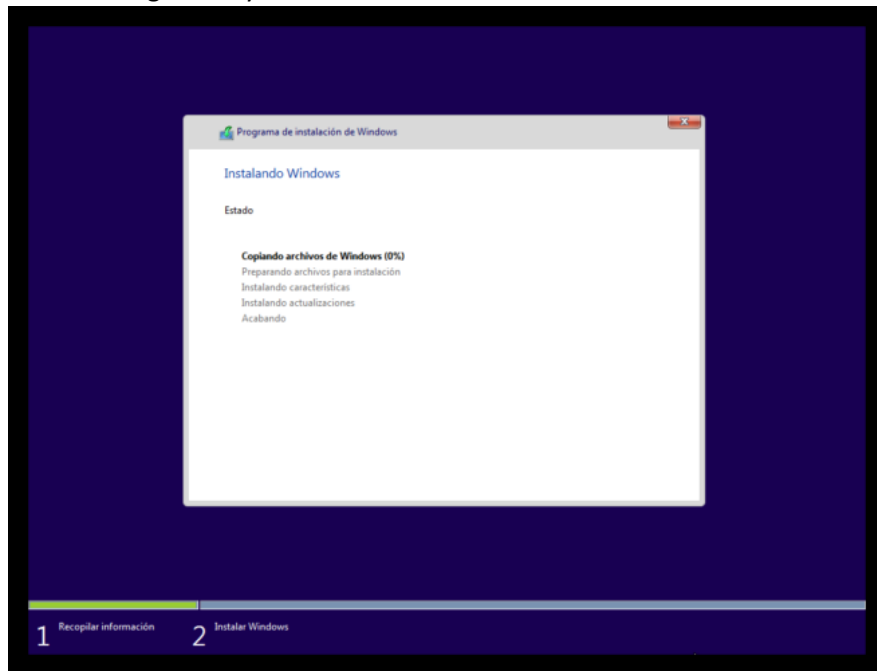 Programa de instalación de Windows
Instalando Windows
Estado
Copiando archivos de Windows (0%)
Preparando archivos para instalación
Instalando características
Instalando actualizaciones
Acabando
1 Recopilar información 2 Instalar Windows